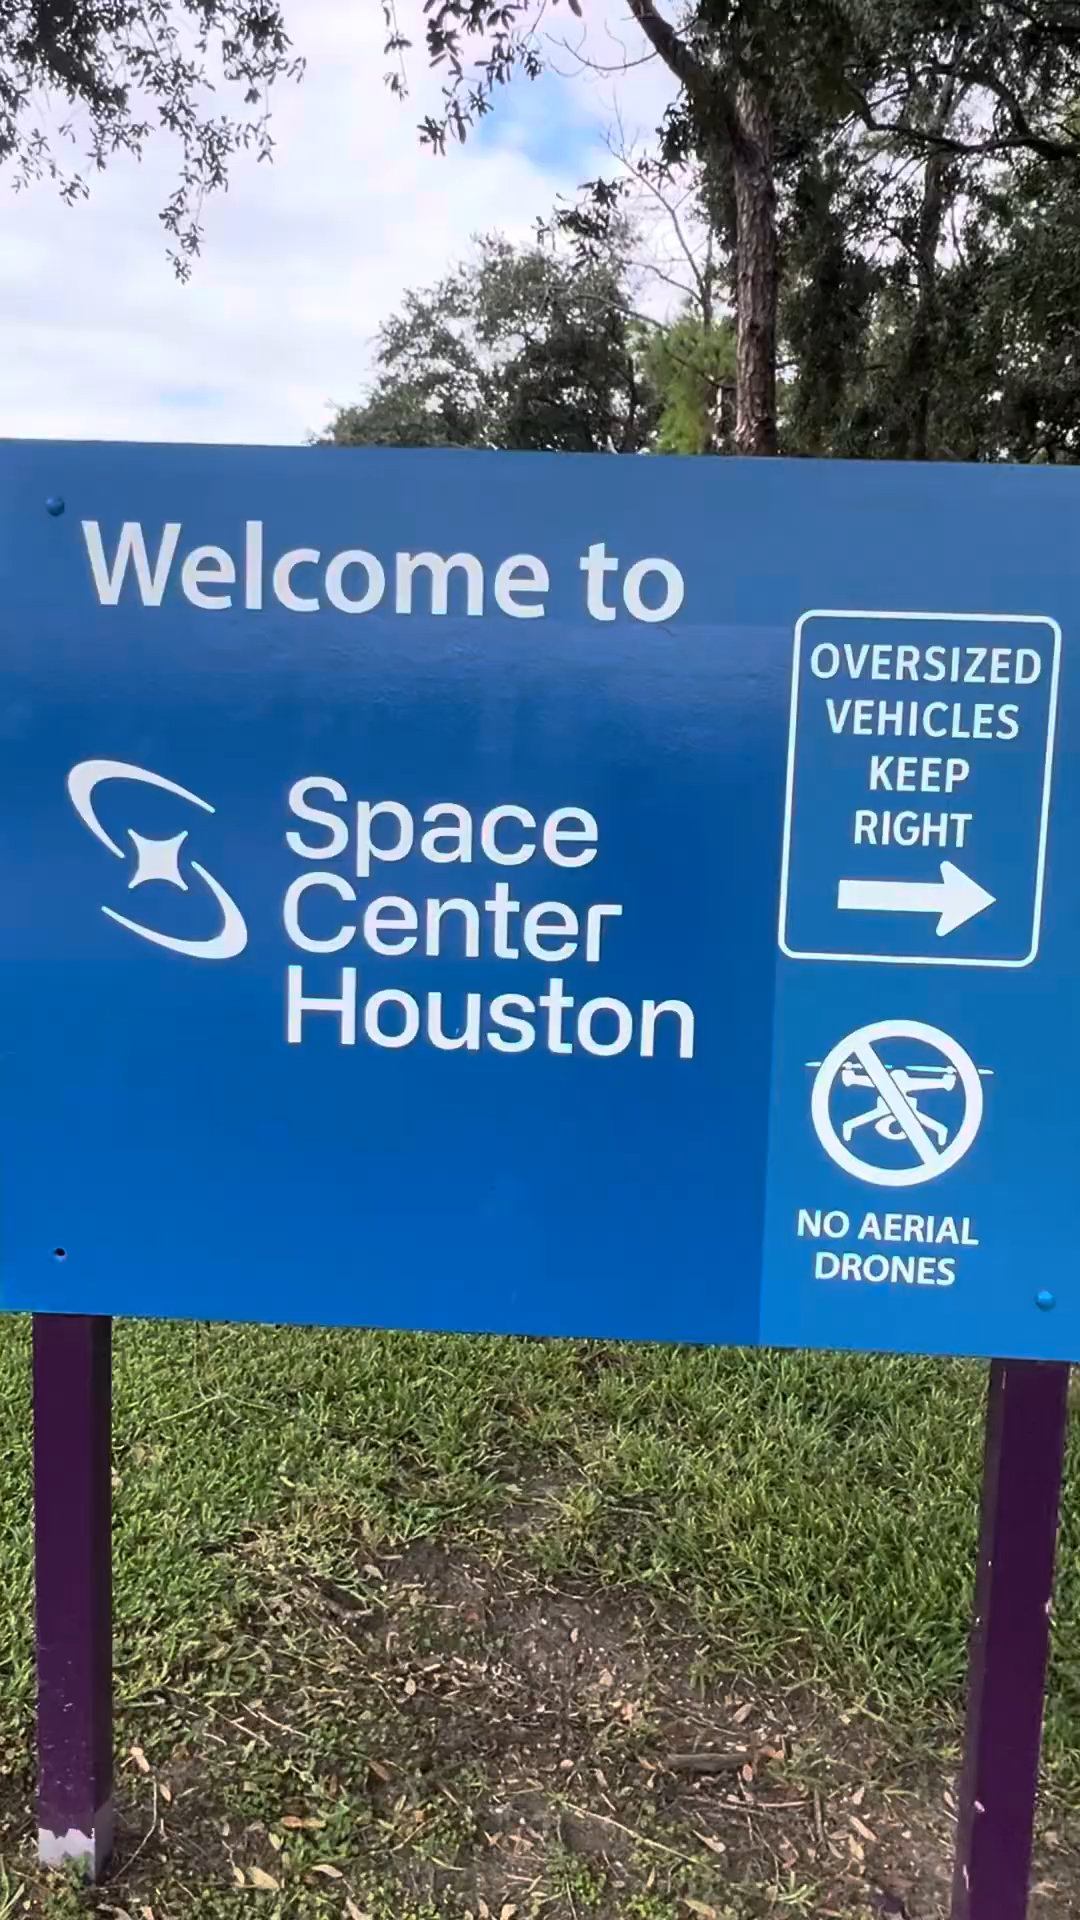 Welcome to
Space
Center
Houston
OVERSIZED
VEHICLES
KEEP
RIGHT
NO AERIAL
DRONES